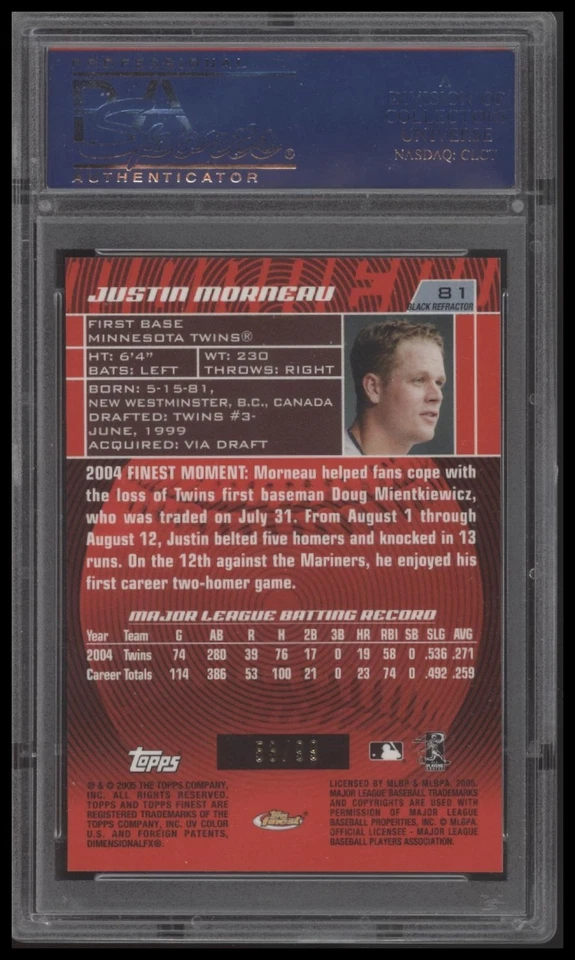 PROFESSIONAL
PSA
Sports®
AUTHENTICATOR
A
DIVISION OF
COLLECTORS
UNIVERSE
NASDAQ: CLCT
JUSTIN MORNEAU
81
BLACK REFRACTOR
FIRST BASE
MINNESOTA TWINS®
HT: 6'4" WT: 230
BATS: LEFT THROWS: RIGHT
BORN: 5-15-81,
NEW WESTMINSTER, B.C., CANADA
DRAFTED: TWINS #3-
JUNE, 1999
ACQUIRED: VIA DRAFT
2004 FINEST MOMENT: Morneau helped fans cope with
the loss of Twins first baseman Doug Mientkiewicz,
who was traded on July 31. From August 1 through
August 12, Justin belted five homers and knocked in 13
runs. On the 12th against the Mariners, he enjoyed his
first career two-homer game.
MAJOR LEAGUE BATTING RECORD
Year Team G AB R H 2B 3B HR RBI SB SLG AVG
2004 Twins 74 280 39 76 17 0 19 58 0 .536 .271
Career Totals 114 386 53 100 21 0 23 74 0 .492 .259
Topps
® & © 2005 THE TOPPS COMPANY,
INC. ALL RIGHTS RESERVED.
TOPPS AND TOPPS FINEST ARE
REGISTERED TRADEMARKS OF THE
TOPPS COMPANY, INC. UV COLOR
U.S. AND FOREIGN PATENTS,
DIMENSIONALFX®.
Finest
LICENSED BY MLBP & MLBPA, 2005.
MAJOR LEAGUE BASEBALL TRADEMARKS
AND COPYRIGHTS ARE USED WITH
PERMISSION OF MAJOR LEAGUE
BASEBALL PROPERTIES, INC. © MLBPA.
OFFICIAL LICENSEE - MAJOR LEAGUE
BASEBALL PLAYERS ASSOCIATION.